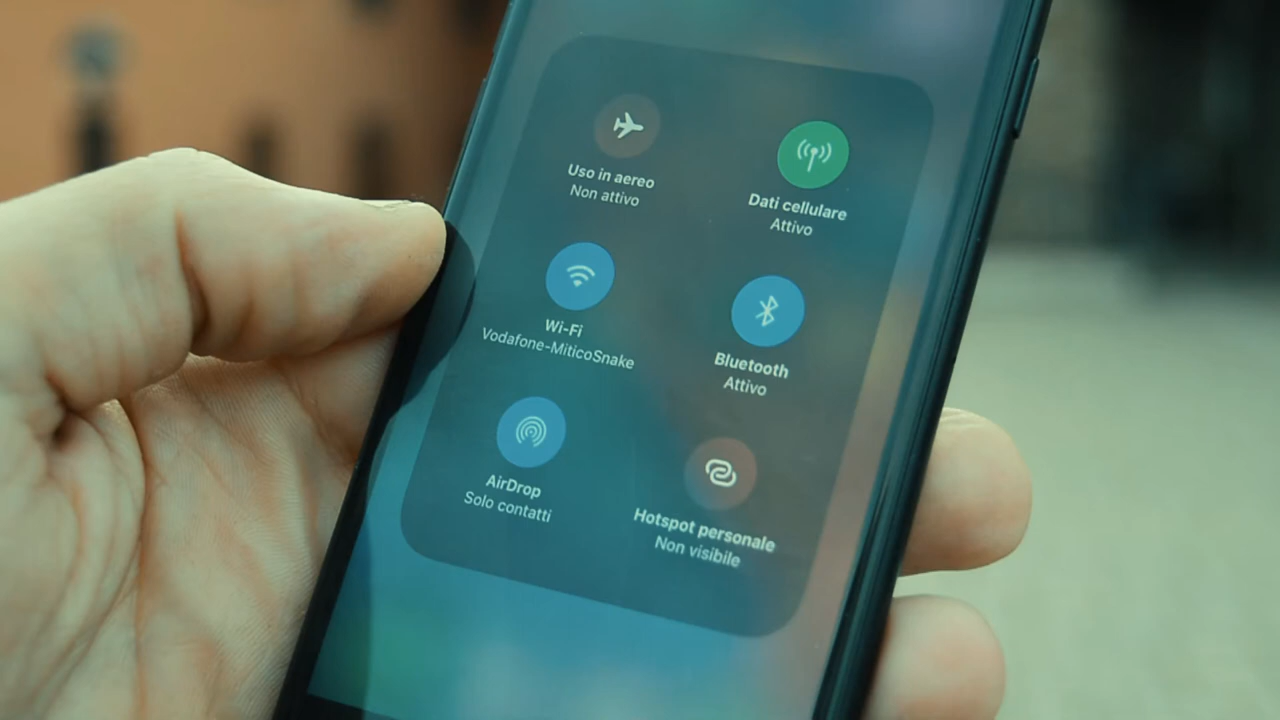 Uso in aereo
Non attivo
Dati cellulare
Attivo
Wi-Fi
Vodafone-MiticoSnake
Bluetooth
Attivo
AirDrop
Solo contatti
Hotspot personale
Non visibile